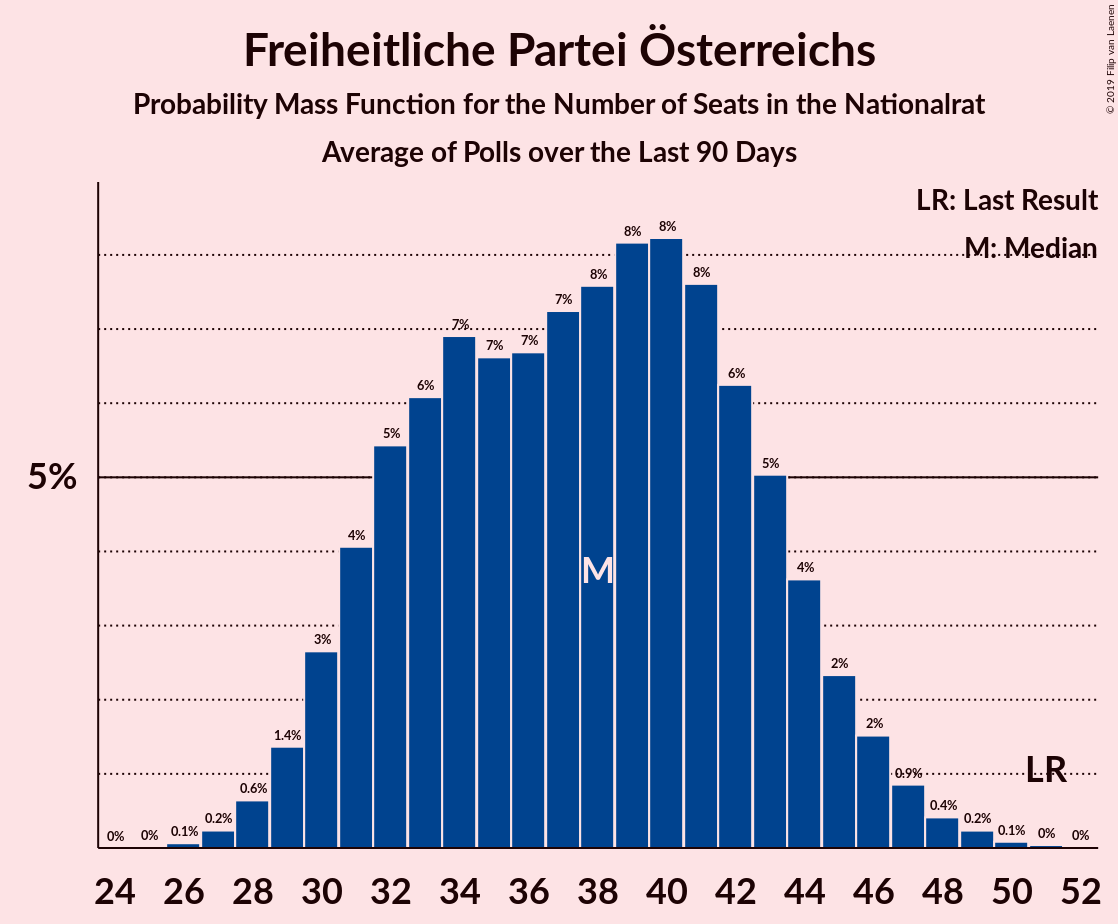 Freiheitliche Partei Österreichs
Probability Mass Function for the Number of Seats in the Nationalrat
Average of Polls over the Last 90 Days
© 2019 Filip van Laenen
LR: Last Result
M: Median
5%
0% 0% 0.1% 0.2% 0.6% 1.4% 3% 4% 5% 6% 7% 7% 7% 7% 8% 8% 8% 8% 6% 5% 4% 2% 2% 0.9% 0.4% 0.2% 0.1% 0% 0%
M
LR
24 26 28 30 32 34 36 38 40 42 44 46 48 50 52